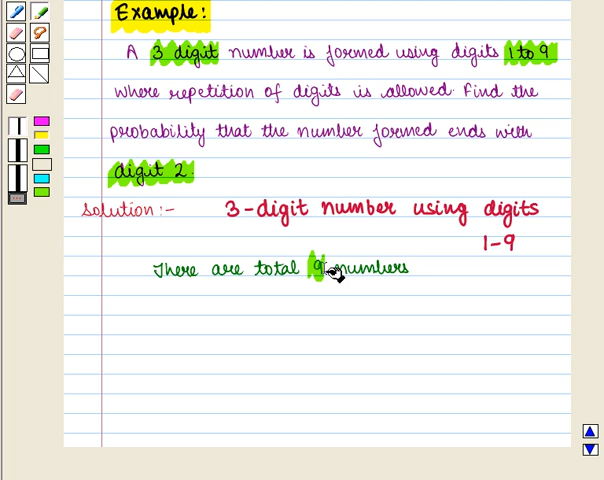 Example:
A 3 digit number is formed using digits 1 to 9
where repetition of digits is allowed. Find the
probability that the number formed ends with
digit 2
Solution:-
3-digit number using digits
1-9
There are total 9 numbers